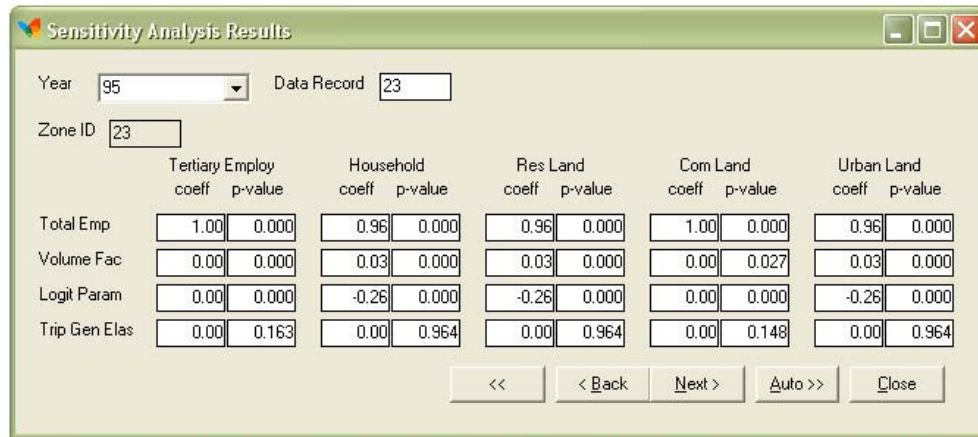 Sensitivity Analysis Results
Year 95 Data Record 23
Zone ID 23
Tertiary Employ Household Res Land Com Land Urban Land
coeff p-value coeff p-value coeff p-value coeff p-value coeff p-value
Total Emp 1.00 0.000 0.96 0.000 0.96 0.000 1.00 0.000 0.96 0.000
Volume Fac 0.00 0.000 0.03 0.000 0.03 0.000 0.00 0.027 0.03 0.000
Logit Param 0.00 0.000 -0.26 0.000 -0.26 0.000 0.00 0.000 -0.26 0.000
Trip Gen Elas 0.00 0.163 0.00 0.964 0.00 0.964 0.00 0.148 0.00 0.964
<< < Back Next > Auto >> Close